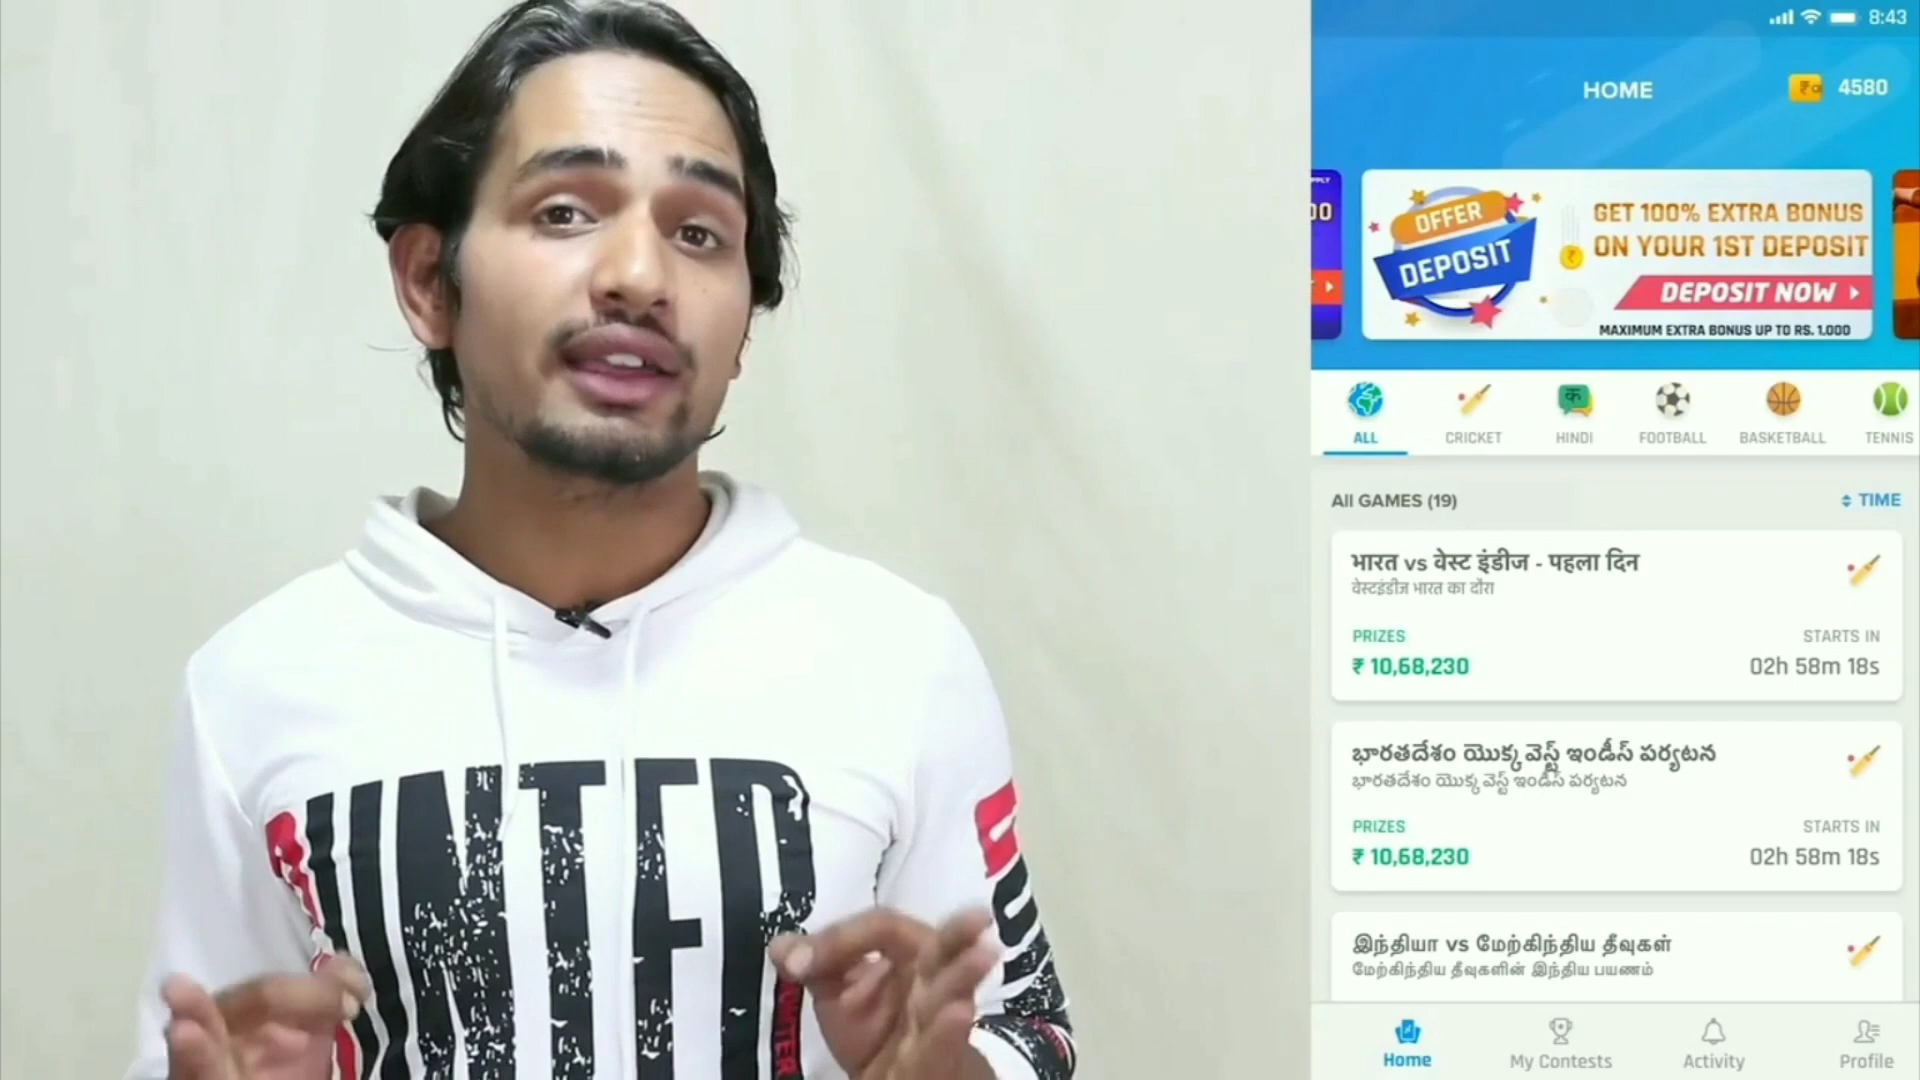 8:43
HOME
4580
OFFER
DEPOSIT
GET 100% EXTRA BONUS
ON YOUR 1ST DEPOSIT
DEPOSIT NOW
MAXIMUM EXTRA BONUS UP TO RS. 1,000
ALL
CRICKET
HINDI
FOOTBALL
BASKETBALL
TENNIS
All GAMES (19)
TIME
भारत vs वेस्ट इंडीज - पहला दिन
वेस्टइंडीज भारत का दौरा
PRIZES
STARTS IN
₹ 10,68,230
02h 58m 18s
భారతదేశం యొక్క వెస్ట్ ఇండీస్ పర్యటన
భారతదేశం యొక్క వెస్ట్ ఇండీస్ పర్యటన
PRIZES
STARTS IN
₹ 10,68,230
02h 58m 18s
இந்தியா vs மேற்கிந்திய தீவுகள்
மேற்கிந்திய தீவுகளின் இந்திய பயணம்
Home
My Contests
Activity
Profile